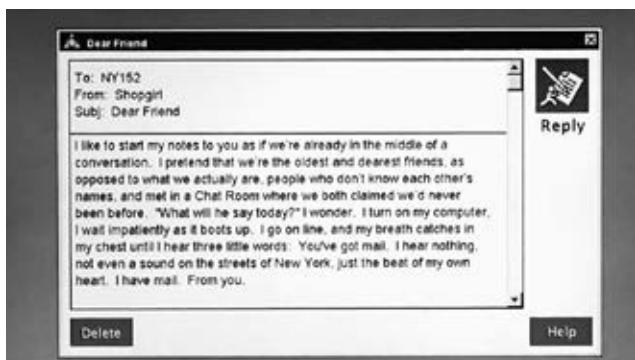 Dear Friend
To: NY152
From: Shopgirl
Subj: Dear Friend
Reply
I like to start my notes to you as if we're already in the middle of a
conversation. I pretend that we're the oldest and dearest friends, as
opposed to what we actually are, people who don't know each other's
names, and met in a Chat Room where we both claimed we'd never
been before. "What will he say today?" I wonder. I turn on my computer,
I wait impatiently as it boots up. I go on line, and my breath catches in
my chest until I hear three little words: You've got mail. I hear nothing,
not even a sound on the streets of New York, just the beat of my own
heart. I have mail. From you.
Delete
Help